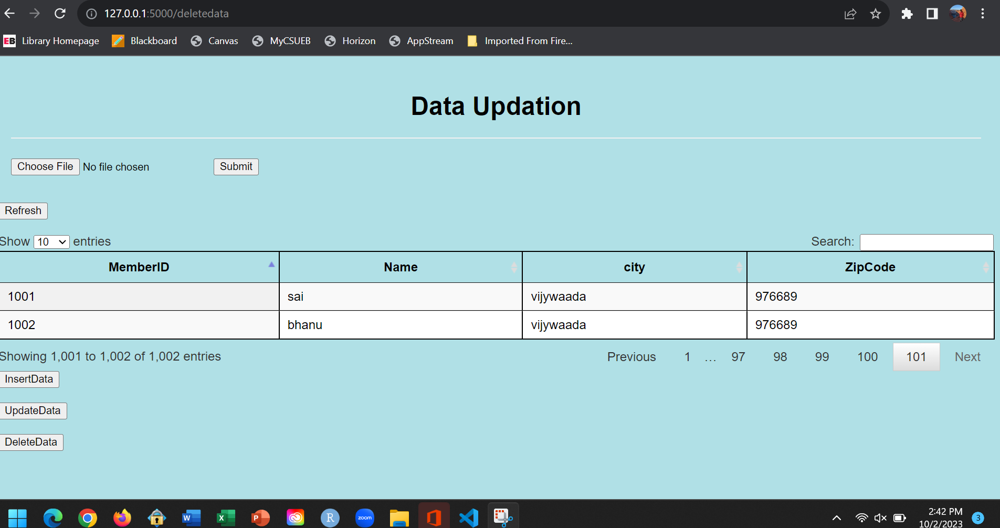 127.0.0.1:5000/deletedata
EB Library Homepage Blackboard Canvas MyCSUEB Horizon AppStream Imported From Fire...
Data Updation
Choose File No file chosen Submit
Refresh
Show 10 entries Search:
MemberID Name city ZipCode
1001 sai vijywaada 976689
1002 bhanu vijywaada 976689
Showing 1,001 to 1,002 of 1,002 entries Previous 1 … 97 98 99 100 101 Next
InsertData
UpdateData
DeleteData
W X P R zoom 2:42 PM
10/2/2023 3